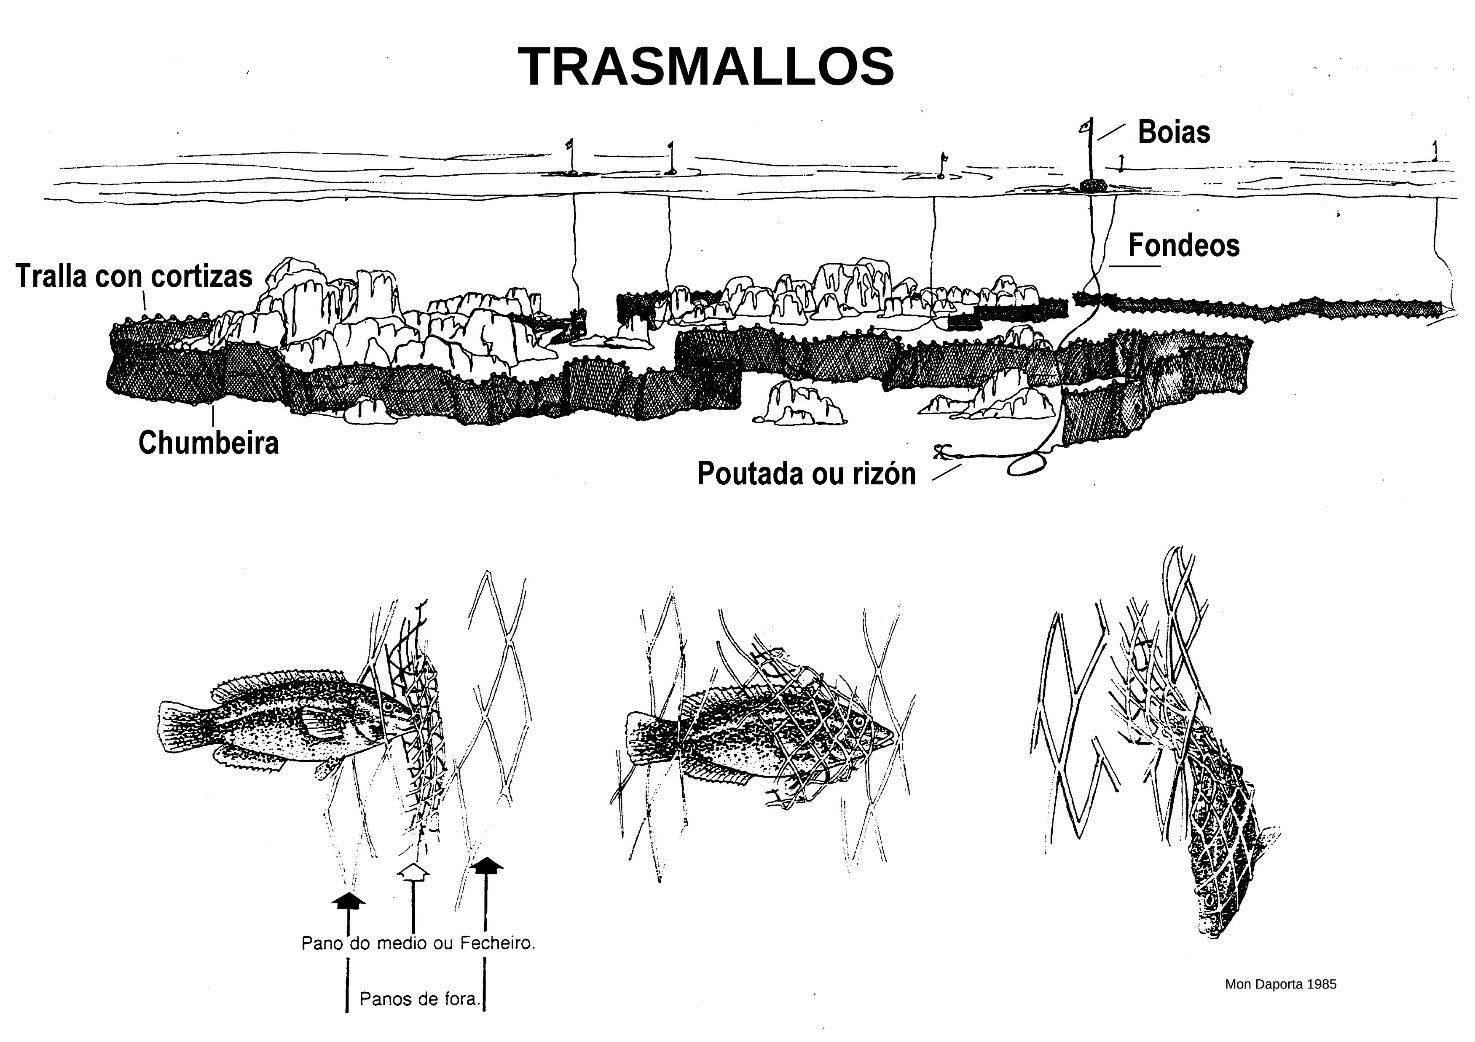 TRASMALLOS
Boias
Fondeos
Tralla con cortizas
Chumbeira
Poutada ou rizón
Pano do medio ou Fecheiro.
Panos de fora.
Mon Daporta 1985